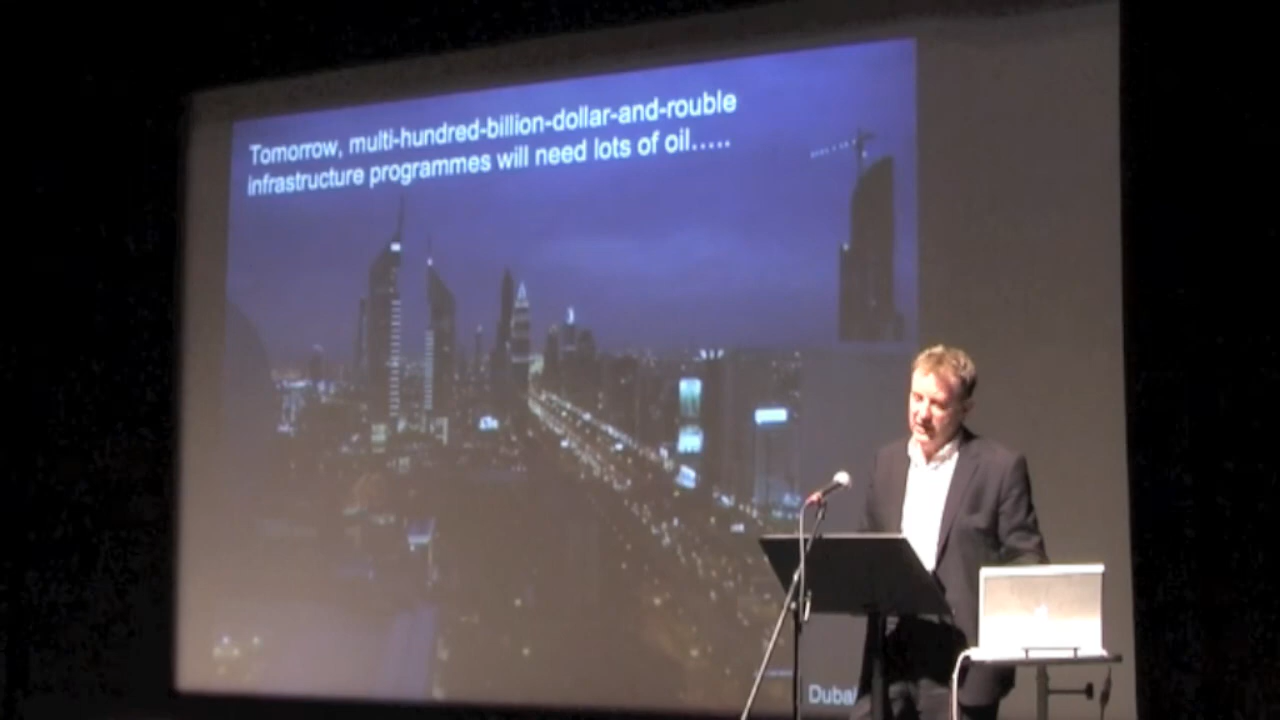 Tomorrow, multi-hundred-billion-dollar-and-rouble
infrastructure programmes will need lots of oil.....
Dubai